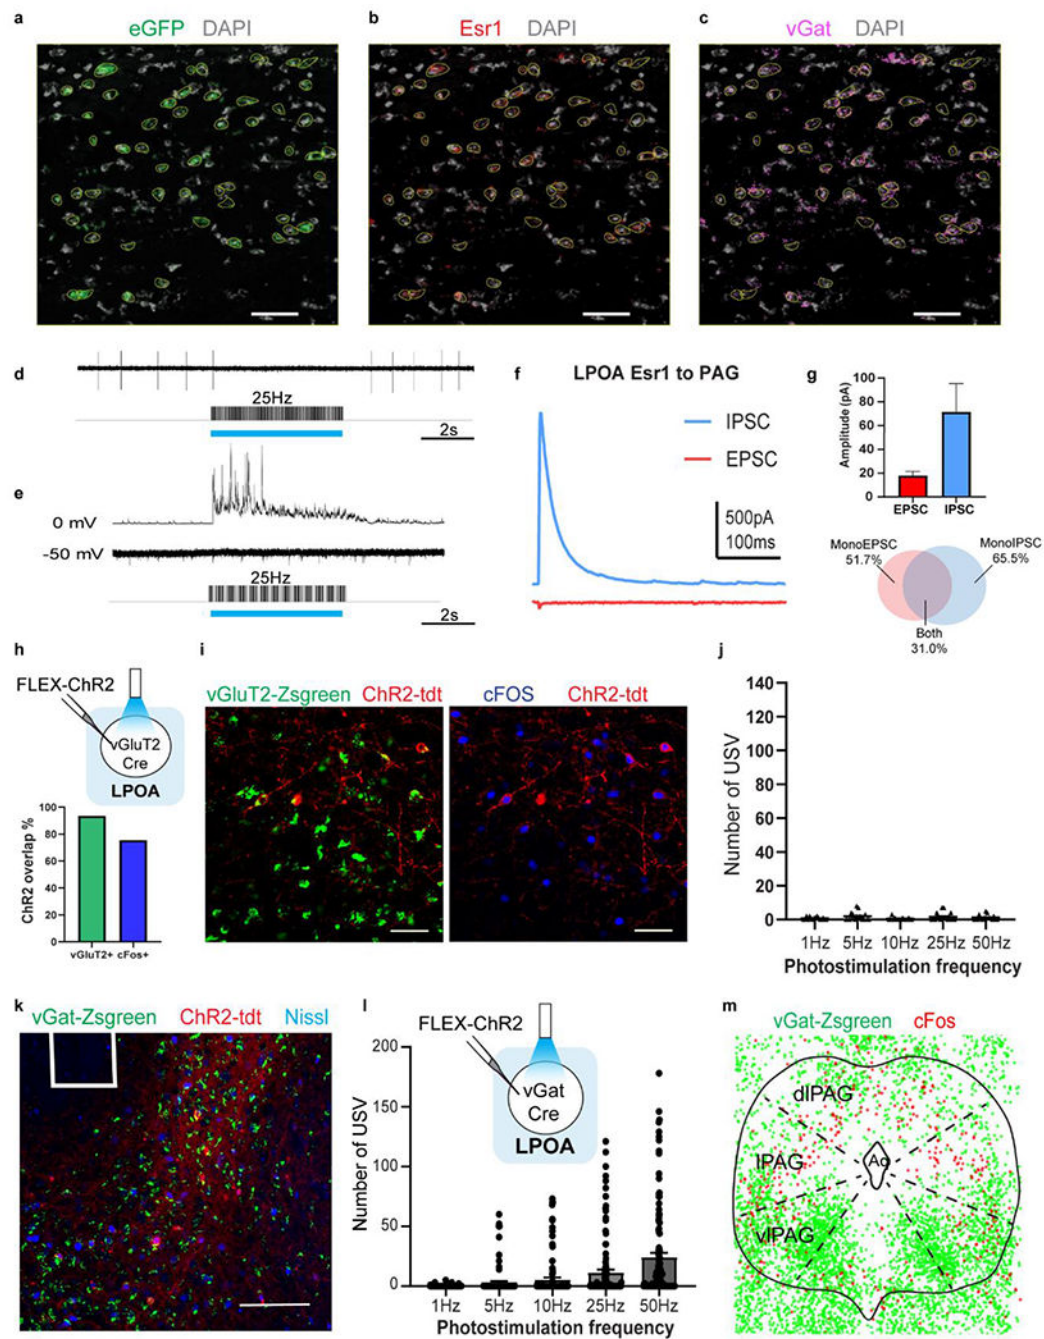 a
eGFP DAPI
b
Esr1 DAPI
c
vGat DAPI
d
25Hz
2s
e
0 mV
-50 mV
25Hz
2s
f
LPOA Esr1 to PAG
IPSC
EPSC
500pA
100ms
g
Amplitude (pA)
100
80
60
40
20
0
EPSC IPSC
MonoEPSC
51.7%
MonoIPSC
65.5%
Both
31.0%
h
FLEX-ChR2
vGluT2
Cre
LPOA
ChR2 overlap %
100
80
60
40
20
0
vGluT2+ cFos+
i
vGluT2-Zsgreen ChR2-tdt
cFOS ChR2-tdt
j
Number of USV
140
120
100
80
60
40
20
0
1Hz 5Hz 10Hz 25Hz 50Hz
Photostimulation frequency
k
vGat-Zsgreen ChR2-tdt Nissl
l
FLEX-ChR2
vGat
Cre
LPOA
Number of USV
200
150
100
50
0
1Hz 5Hz 10Hz 25Hz 50Hz
Photostimulation frequency
m
vGat-Zsgreen cFos
dlPAG
lPAG
Aq
vlPAG